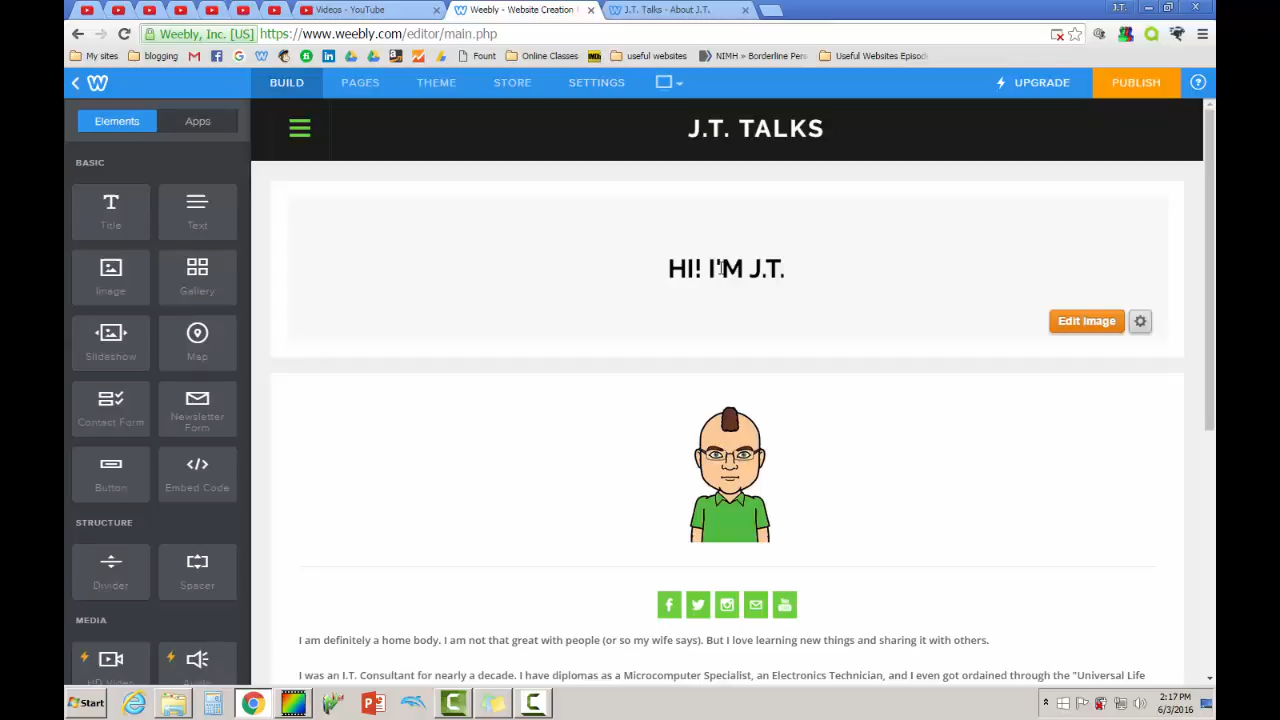 Videos - YouTube
Weebly - Website Creation
J.T. Talks - About J.T.
J.T.
Weebly, Inc. [US]
https://www.weebly.com/editor/main.php
My sites
blogging
Fount
Online Classes
useful websites
NIMH » Borderline Pers
Useful Websites Episod
BUILD
PAGES
THEME
STORE
SETTINGS
UPGRADE
PUBLISH
Elements
Apps
J.T. TALKS
BASIC
Title
Text
Image
Gallery
HI! I'M J.T.
Edit Image
Slideshow
Map
Contact Form
Newsletter
Form
Button
Embed Code
STRUCTURE
Divider
Spacer
MEDIA
HD Video
Audio
I am definitely a home body. I am not that great with people (or so my wife says). But I love learning new things and sharing it with others.
I was an I.T. Consultant for nearly a decade. I have diplomas as a Microcomputer Specialist, an Electronics Technician, and I even got ordained through the "Universal Life
Start
2:17 PM
6/3/2016